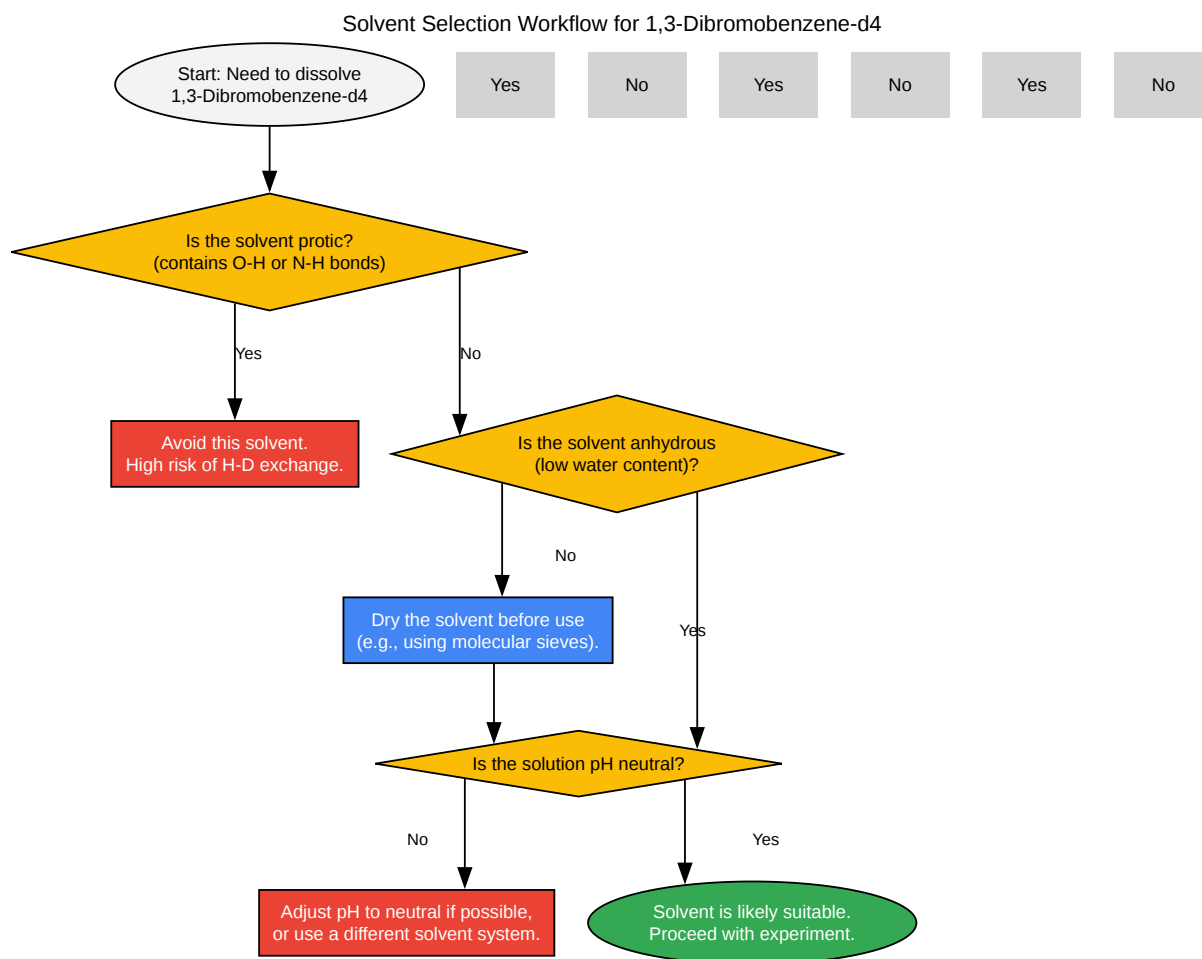 Solvent Selection Workflow for 1,3-Dibromobenzene-d4
Start: Need to dissolve
1,3-Dibromobenzene-d4
Yes
No
Yes
No
Yes
No
Is the solvent protic?
(contains O-H or N-H bonds)
Yes
No
Avoid this solvent.
High risk of H-D exchange.
Is the solvent anhydrous
(low water content)?
No
Dry the solvent before use
(e.g., using molecular sieves).
Yes
Is the solution pH neutral?
No
Yes
Adjust pH to neutral if possible,
or use a different solvent system.
Solvent is likely suitable.
Proceed with experiment.